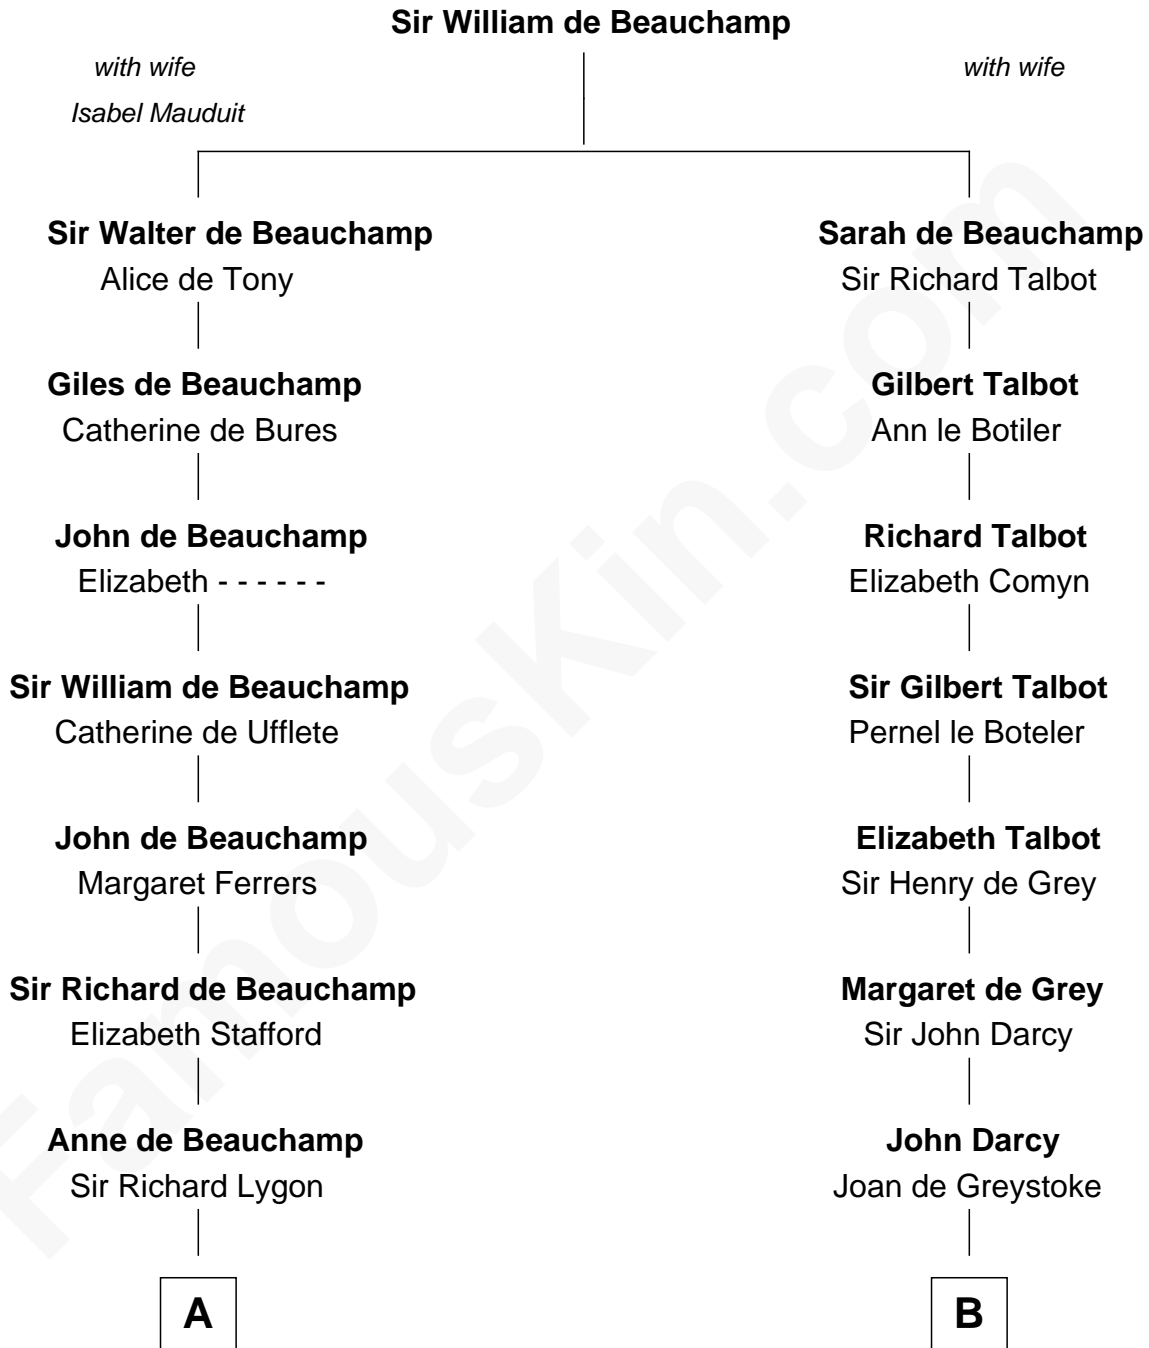 Sir William de Beauchamp
with wife
with wife
Isabel Mauduit
Sir Walter de Beauchamp
Sarah de Beauchamp
Alice de Tony
Sir Richard Talbot
Giles de Beauchamp
Gilbert Talbot
Catherine de Bures
Ann le Botiler
John de Beauchamp
Richard Talbot
Elizabeth - - - - - -
Elizabeth Comyn
Sir William de Beauchamp
Sir Gilbert Talbot
Catherine de Ufflete
Pernel le Boteler
John de Beauchamp
Elizabeth Talbot
Margaret Ferrers
Sir Henry de Grey
Sir Richard de Beauchamp
Margaret de Grey
Elizabeth Stafford
Sir John Darcy
Anne de Beauchamp
John Darcy
Sir Richard Lygon
Joan de Greystoke
A
B
FamousKin.com